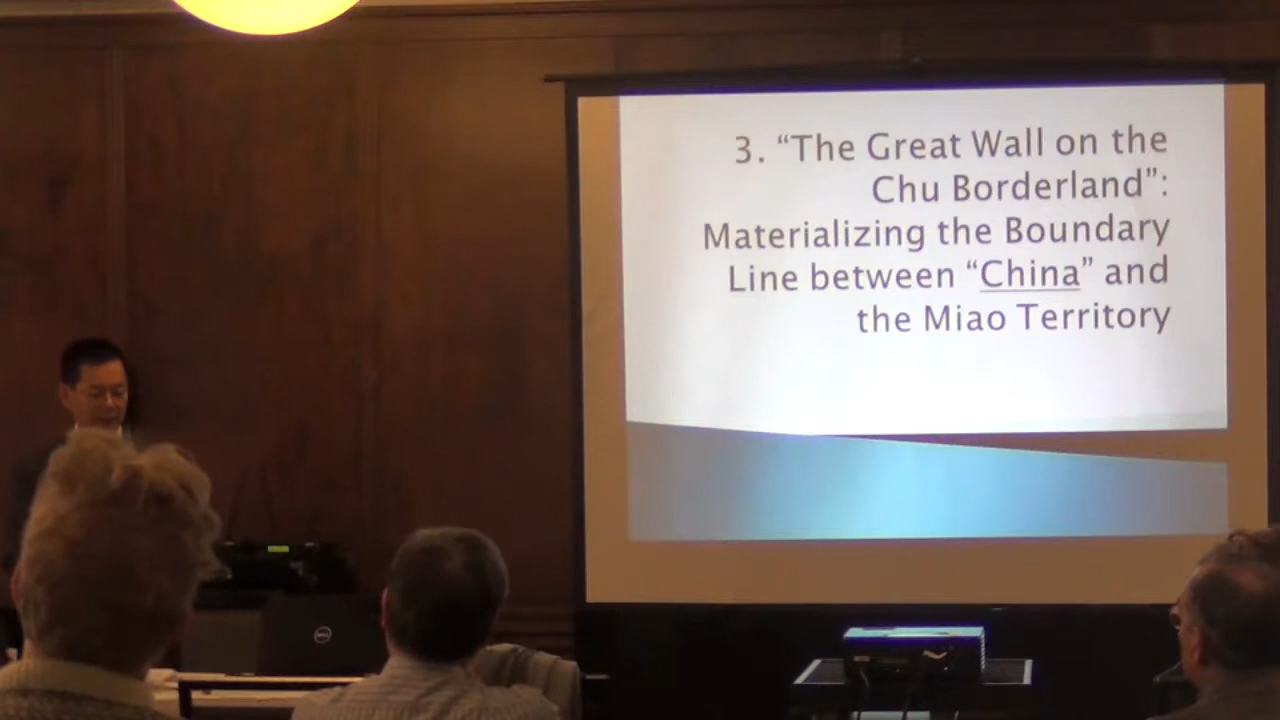 3. “The Great Wall on the
Chu Borderland”:
Materializing the Boundary
Line between “China” and
the Miao Territory
DELL